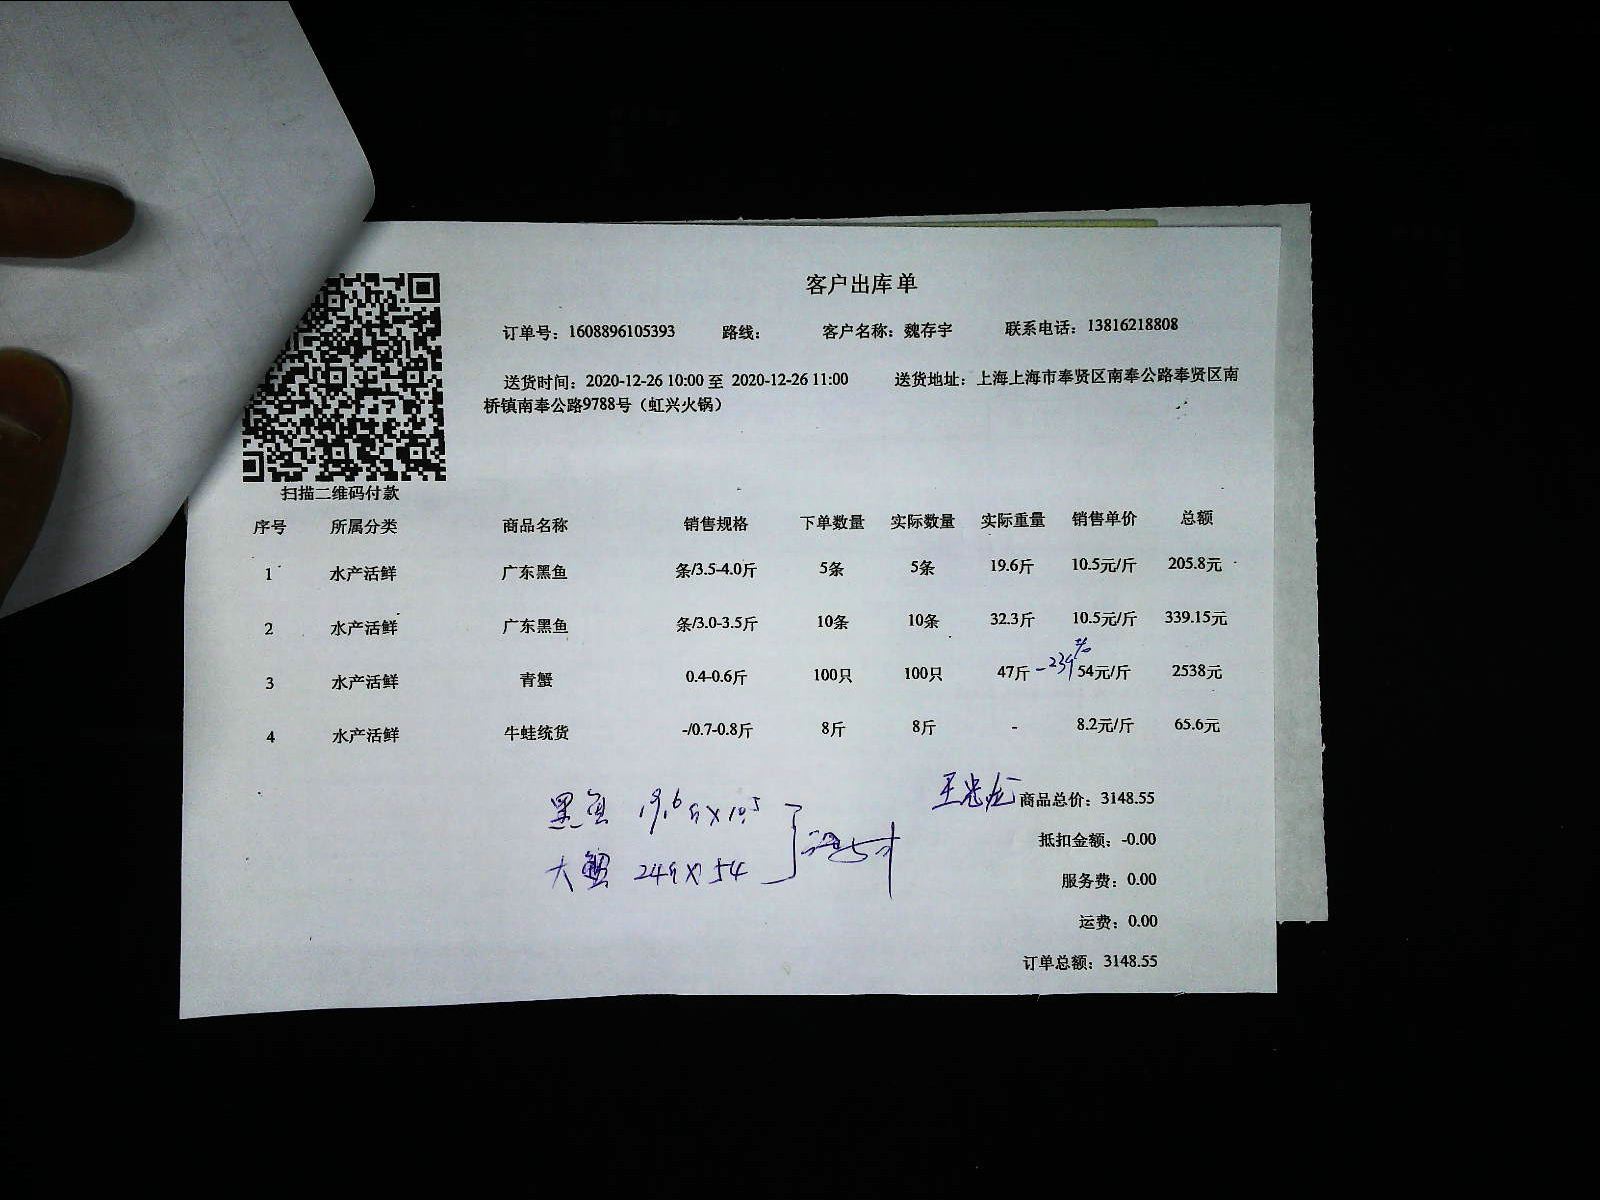 客户出库单
订单号：1608896105393 路线： 客户名称：魏存宇 联系电话：13816218808
送货时间：2020-12-26 10:00 至 2020-12-26 11:00 送货地址：上海上海市奉贤区南奉公路奉贤区南
桥镇南奉公路9788号（虹兴火锅）
扫描二维码付款
序号 所属分类 商品名称 销售规格 下单数量 实际数量 实际重量 销售单价 总额
1 水产活鲜 广东黑鱼 条/3.5-4.0斤 5条 5条 19.6斤 10.5元/斤 205.8元
2 水产活鲜 广东黑鱼 条/3.0-3.5斤 10条 10条 32.3斤 10.5元/斤 339.15元
3 水产活鲜 青蟹 0.4-0.6斤 100只 100只 47斤 54元/斤 2538元
4 水产活鲜 牛蛙统货 -/0.7-0.8斤 8斤 8斤 - 8.2元/斤 65.6元
商品总价：3148.55
黑鱼 19.6斤×10.5
抵扣金额：-0.00
大蟹 24斤×54
服务费：0.00
运费：0.00
订单总额：3148.55